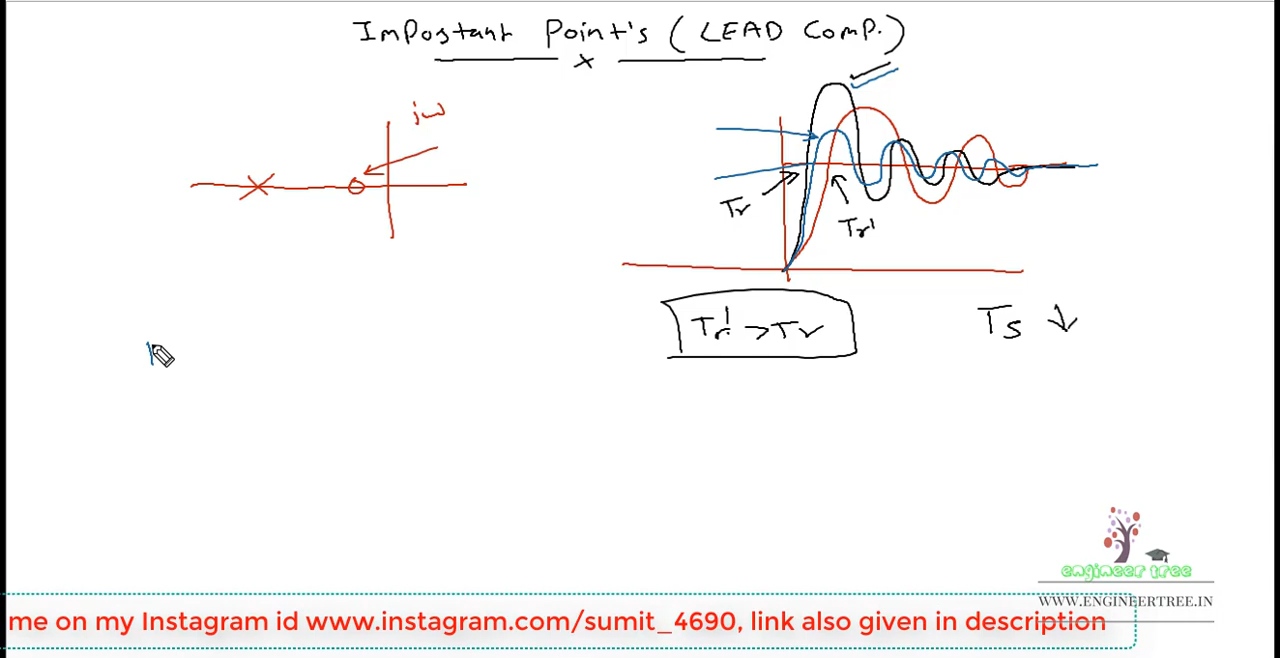 Impostant Point's ( LEAD Comp. )
x
jω
Tr
Tr'
Tr' > Tr
Ts ↓
engineer tree
WWW.ENGINEERTREE.IN
me on my Instagram id www.instagram.com/sumit_4690, link also given in description